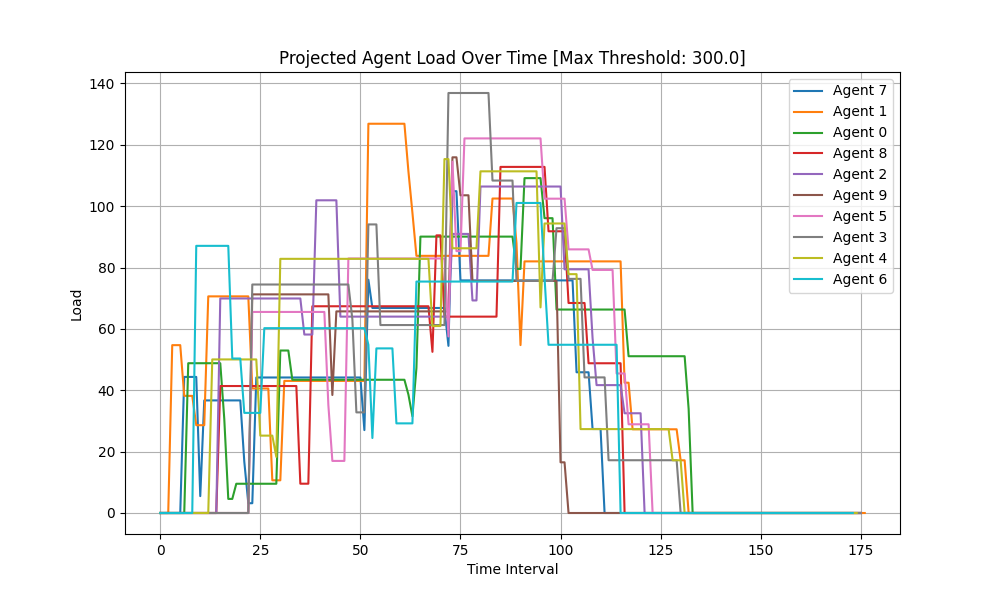 Projected Agent Load Over Time [Max Threshold: 300.0]
Load
140
120
100
80
60
40
20
0
0 25 50 75 100 125 150 175
Time Interval
Agent 7
Agent 1
Agent 0
Agent 8
Agent 2
Agent 9
Agent 5
Agent 3
Agent 4
Agent 6